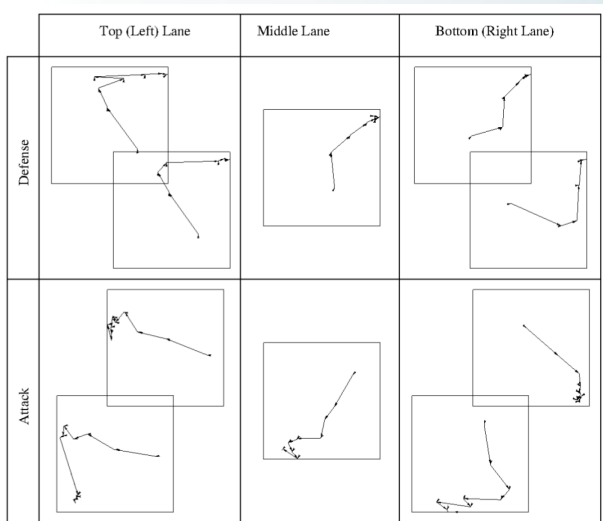 Top (Left) Lane
Middle Lane
Bottom (Right Lane)
Defense
Attack